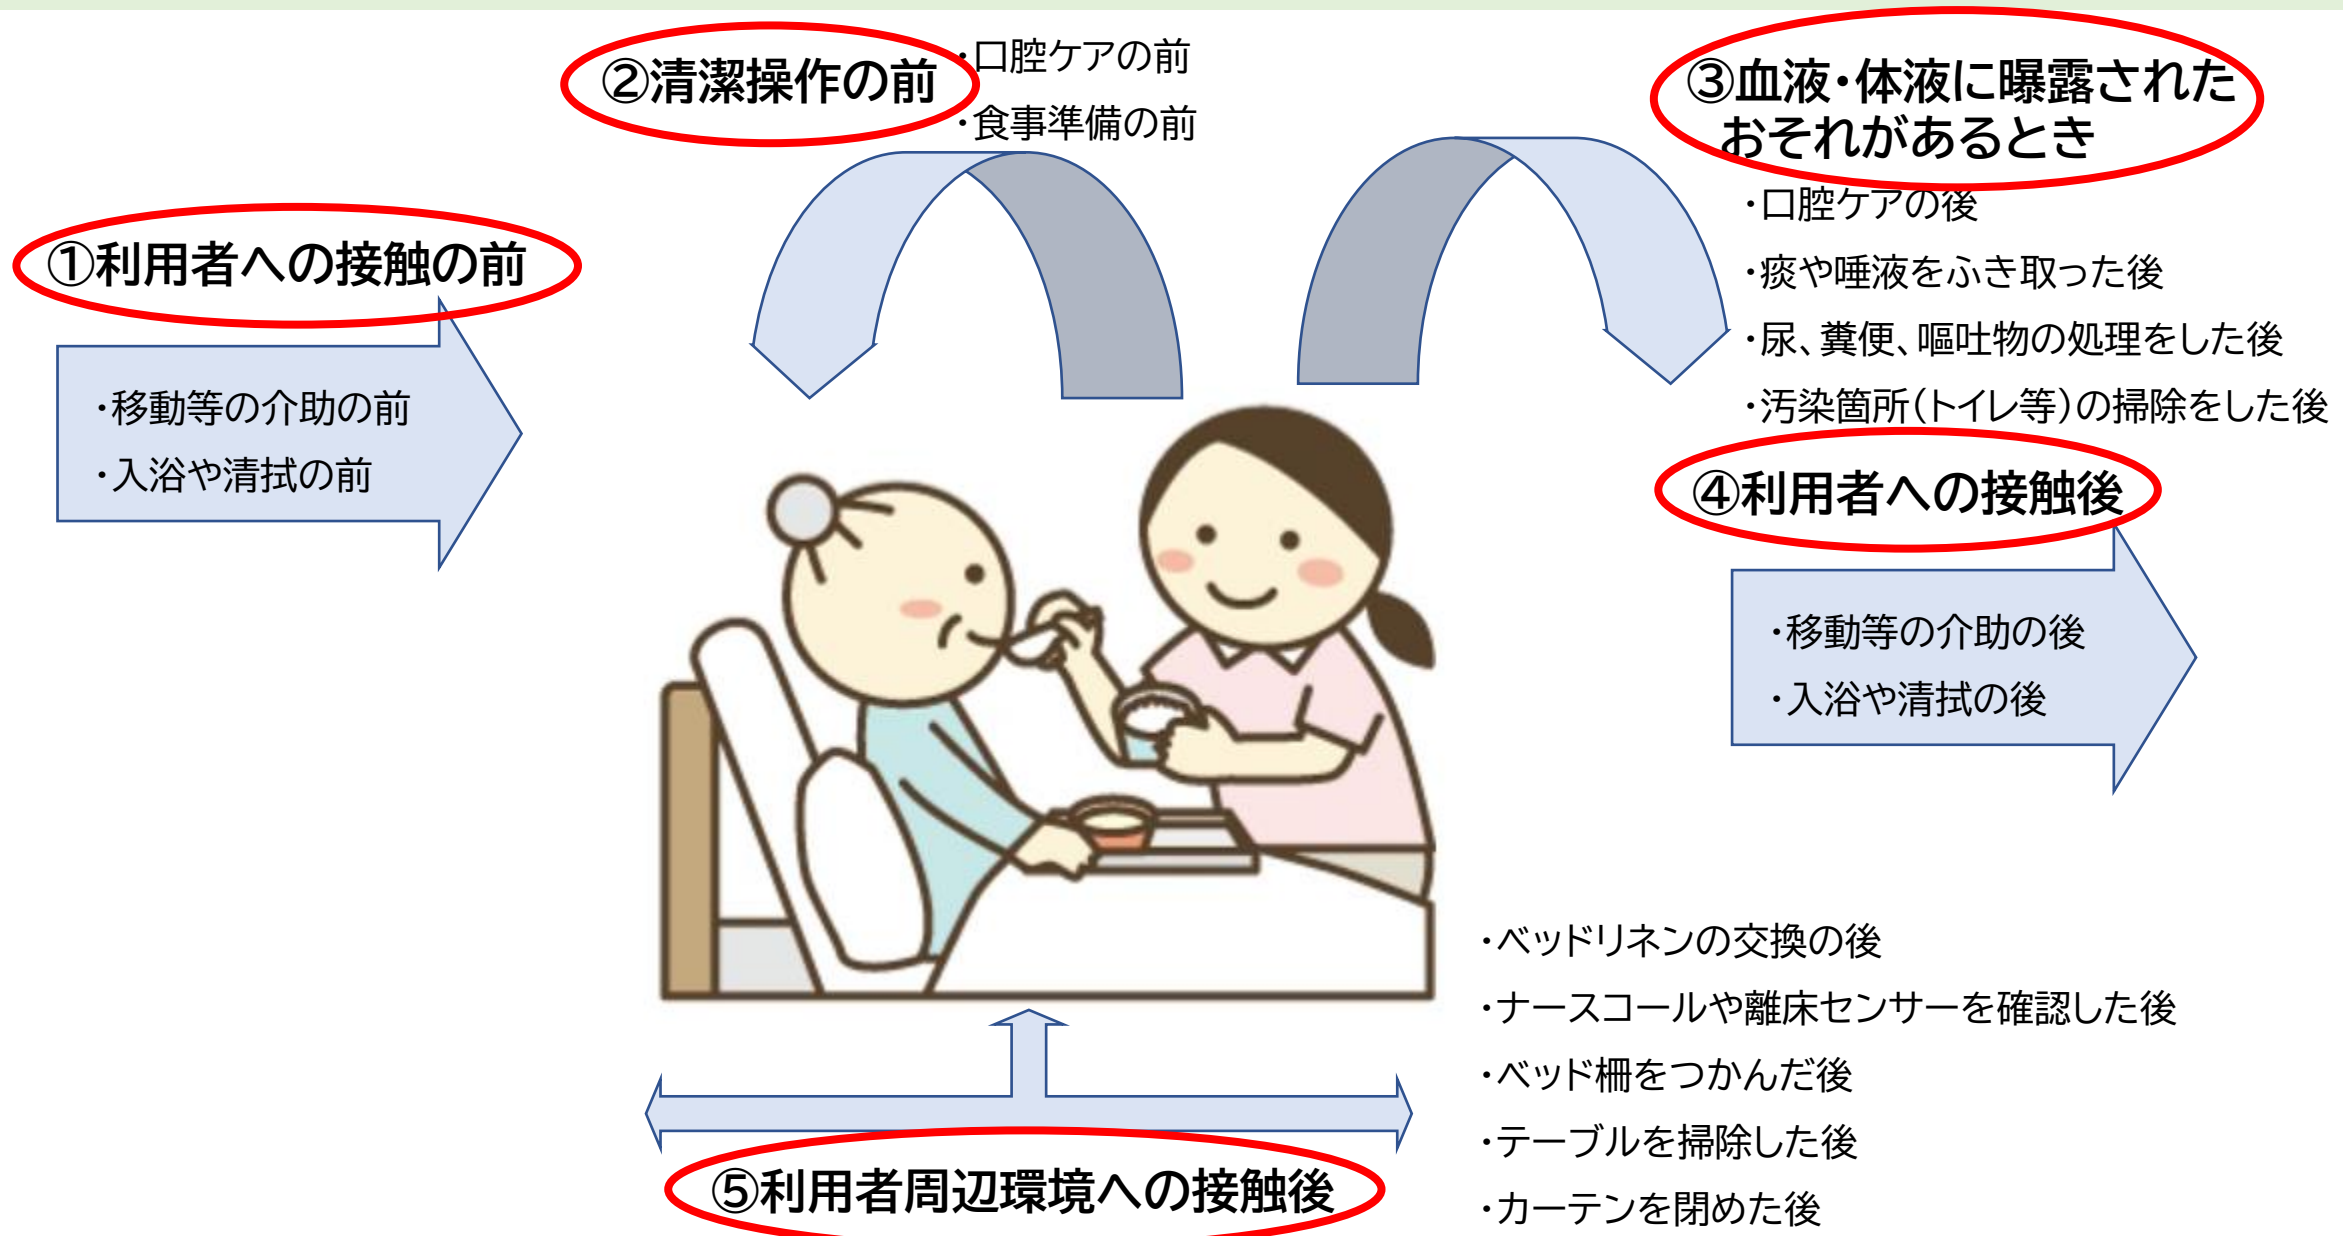 ①利用者への接触の前
・移動等の介助の前
・入浴や清拭の前
②清潔操作の前
・口腔ケアの前
・食事準備の前
③血液・体液に曝露された
おそれがあるとき
・口腔ケアの後
・痰や唾液をふき取った後
・尿、糞便、嘔吐物の処理をした後
・汚染箇所(トイレ等)の掃除をした後
④利用者への接触後
・移動等の介助の後
・入浴や清拭の後
⑤利用者周辺環境への接触後
・ベッドリネンの交換の後
・ナースコールや離床センサーを確認した後
・ベッド柵をつかんだ後
・テーブルを掃除した後
・カーテンを閉めた後